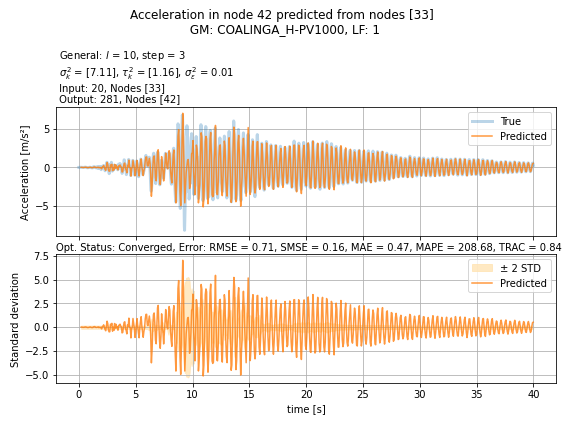 Acceleration in node 42 predicted from nodes [33]
GM: COALINGA_H-PV1000, LF: 1
General: l = 10, step = 3
σ²ₖ = [7.11], τ²ₖ = [1.16], σ²ₑ = 0.01
Input: 20, Nodes [33]
Output: 281, Nodes [42]
True
Predicted
Acceleration [m/s²]
5
0
−5
Opt. Status: Converged, Error: RMSE = 0.71, SMSE = 0.16, MAE = 0.47, MAPE = 208.68, TRAC = 0.84
± 2 STD
Predicted
Standard deviation
7.5
5.0
2.5
0.0
−2.5
−5.0
0 5 10 15 20 25 30 35 40
time [s]